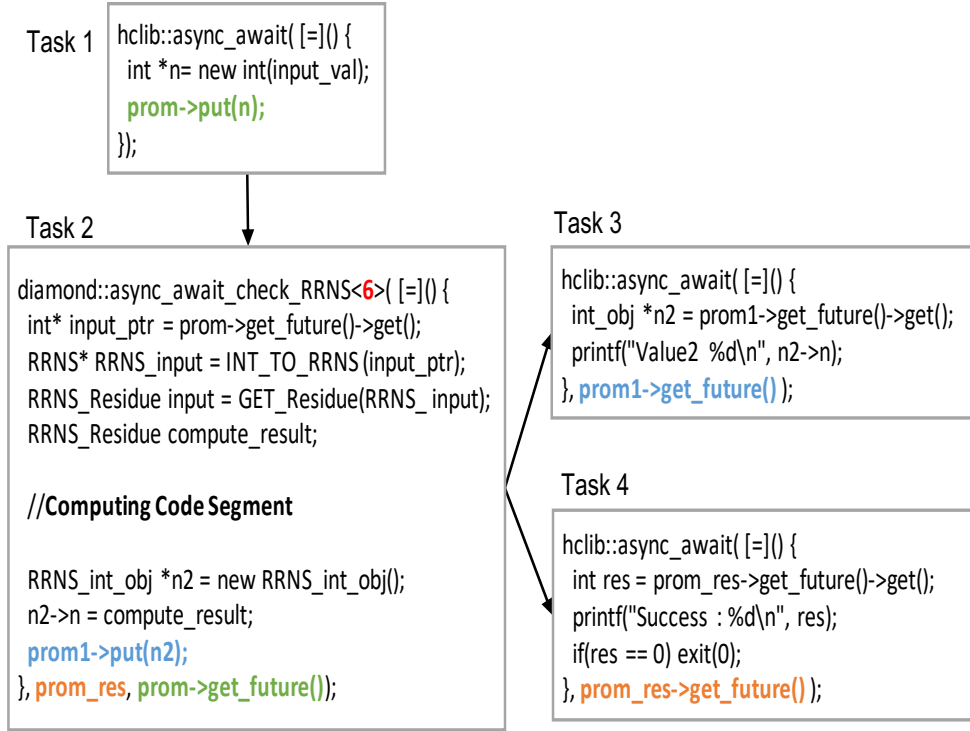 Task 1
hclib::async_await( [=]() {
int *n= new int(input_val);
prom->put(n);
});
Task 2
diamond::async_await_check_RRNS<6>( [=]() {
int* input_ptr = prom->get_future()->get();
RRNS* RRNS_input = INT_TO_RRNS(input_ptr);
RRNS_Residue input = GET_Residue(RRNS_ input);
RRNS_Residue compute_result;
//Computing Code Segment
RRNS_int_obj *n2 = new RRNS_int_obj();
n2->n = compute_result;
prom1->put(n2);
}, prom_res, prom->get_future());
Task 3
hclib::async_await( [=]() {
int_obj *n2 = prom1->get_future()->get();
printf("Value2 %d\n", n2->n);
}, prom1->get_future() );
Task 4
hclib::async_await( [=]() {
int res = prom_res->get_future()->get();
printf("Success : %d\n", res);
if(res == 0) exit(0);
}, prom_res->get_future() );